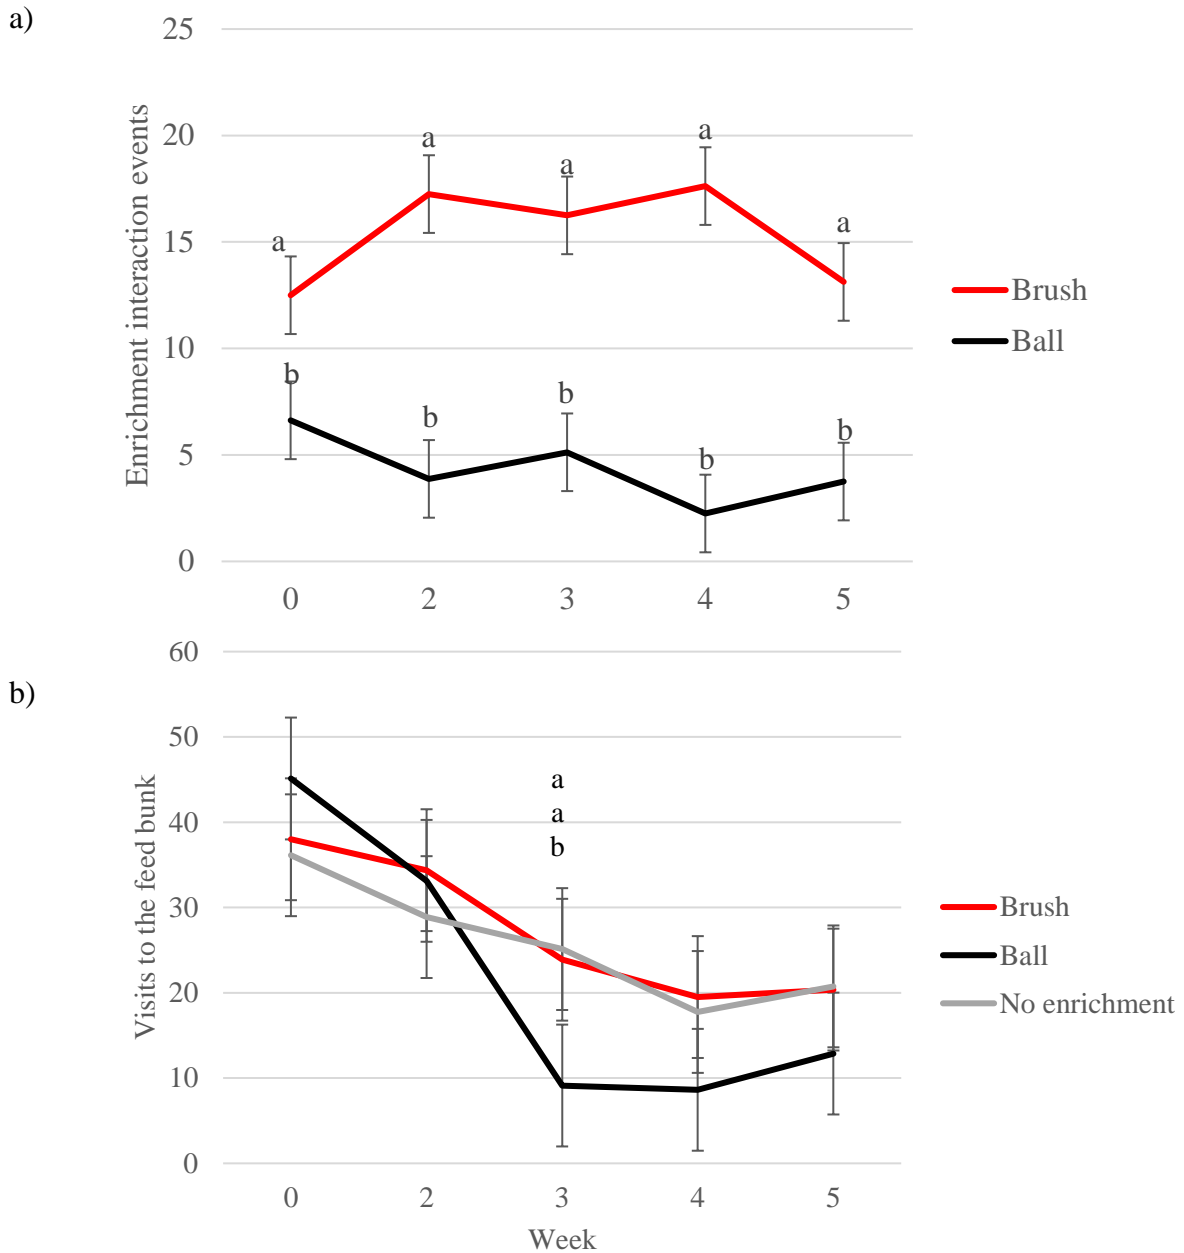 a)
25
20
15
10
5
0
Enrichment interaction events
a
a
a
a
a
b
b
b
b
b
0 2 3 4 5
Brush
Ball
b)
60
50
40
30
20
10
0
Visits to the feed bunk
a
a
b
0 2 3 4 5
Week
Brush
Ball
No enrichment